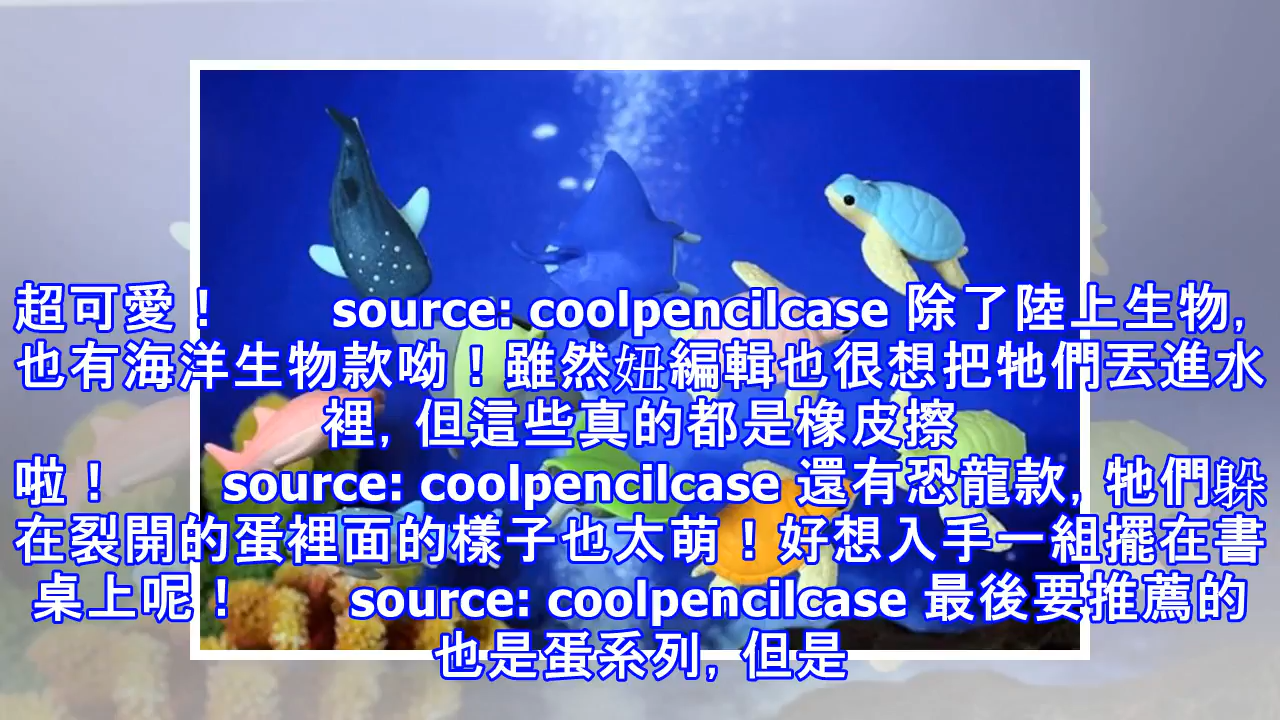 超可愛！ source: coolpencilcase 除了陸上生物,
也有海洋生物款呦！雖然妞編輯也很想把牠們丟進水
裡, 但這些真的都是橡皮擦
啦！ source: coolpencilcase 還有恐龍款, 牠們躲
在裂開的蛋裡面的樣子也太萌！好想入手一組擺在書
桌上呢！ source: coolpencilcase 最後要推薦的
也是蛋系列, 但是